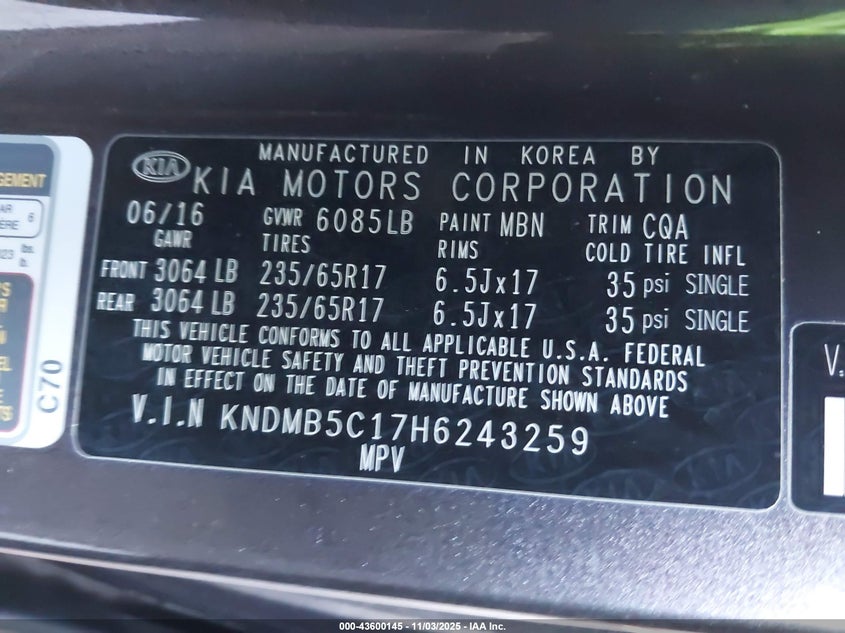 MANUFACTURED IN KOREA BY
KIA KIA MOTORS CORPORATION
06/16 GVWR 6085LB PAINT MBN TRIM CQA
GAWR TIRES RIMS COLD TIRE INFL
FRONT 3064 LB 235/65R17 6.5Jx17 35 psi SINGLE
REAR 3064 LB 235/65R17 6.5Jx17 35 psi SINGLE
THIS VEHICLE CONFORMS TO ALL APPLICABLE U.S.A. FEDERAL
MOTOR VEHICLE SAFETY AND THEFT PREVENTION STANDARDS
IN EFFECT ON THE DATE OF MANUFACTURE SHOWN ABOVE
V.I.N KNDMB5C17H6243259
MPV
C70
V.
000-43600145 - 11/03/2025 - IAA Inc.